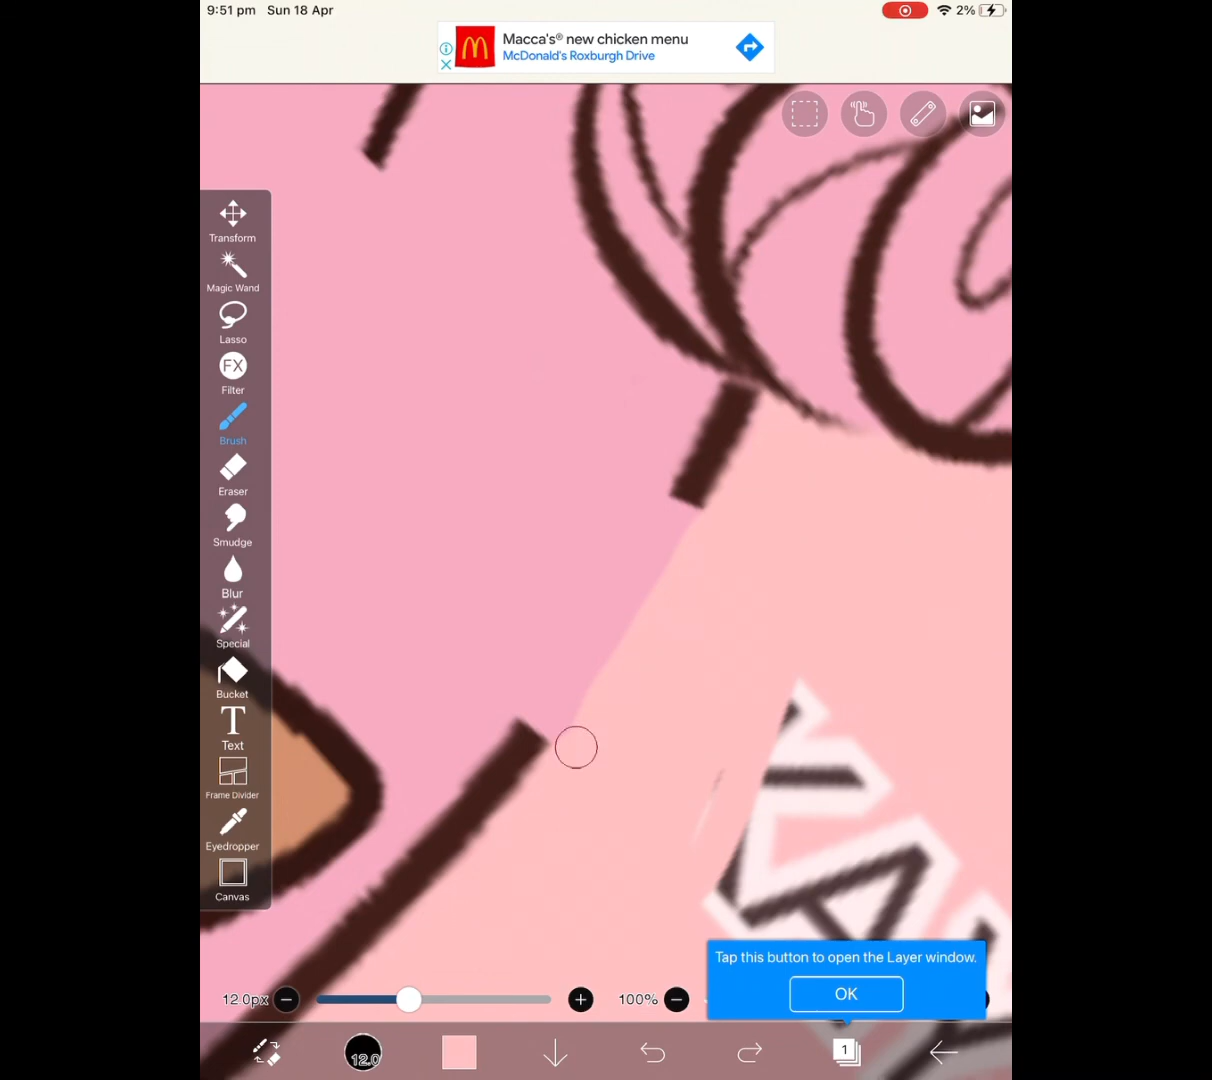 9:51 pm Sun 18 Apr
2%
Macca's® new chicken menu
McDonald's Roxburgh Drive
Transform
Magic Wand
Lasso
FX
Filter
Brush
Eraser
Smudge
Blur
Special
Bucket
T
Text
Frame Divider
Eyedropper
Canvas
Tap this button to open the Layer window.
OK
12.0px
100%
12.0
1